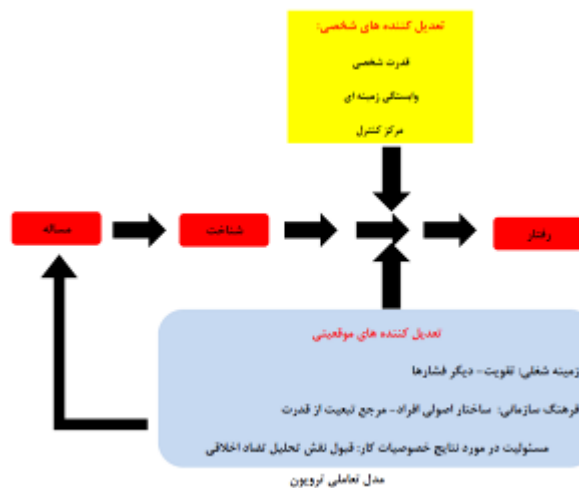 تعدیل کننده های شخصی:
قدرت شخصی
وابستگی زمینه ای
مرکز کنترل
مساله
شناخت
رفتار
تعدیل کننده های موقعیتی
زمینه شغلی: تقویت- دیگر فشارها
فرهنگ سازمانی: ساختار اصولی افراد- مرجع تبعیت از قدرت
مسئولیت در مورد نتایج خصوصیات کار: قبول نقش تحلیل تضاد اخلاقی
مدل تعاملی ترویون